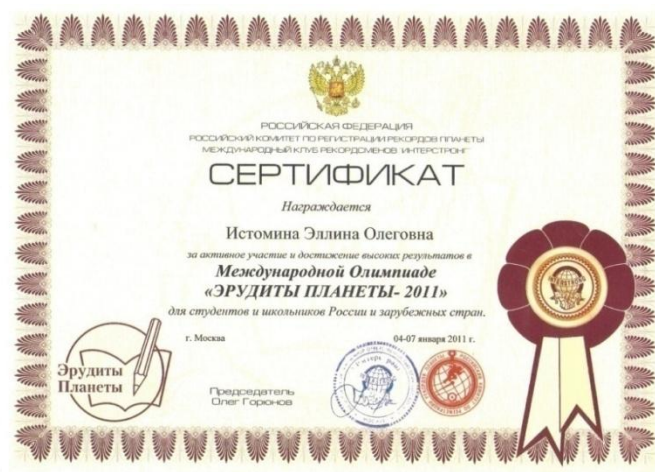 РОССИЙСКАЯ ФЕДЕРАЦИЯ
РОССИЙСКИЙ КОМИТЕТ ПО РЕГИСТРАЦИИ РЕКОРДОВ ПЛАНЕТЫ
МЕЖДУНАРОДНЫЙ КЛУБ РЕКОРДСМЕНОВ ИНТЕРСТРОНГ
СЕРТИФИКАТ
Награждается
Истомина Эллина Олеговна
за активное участие и достижение высоких результатов в
Международной Олимпиаде
«ЭРУДИТЫ ПЛАНЕТЫ- 2011»
для студентов и школьников России и зарубежных стран.
г. Москва 04-07 января 2011 г.
Эрудиты
Планеты
Председатель
Олег Горюнов